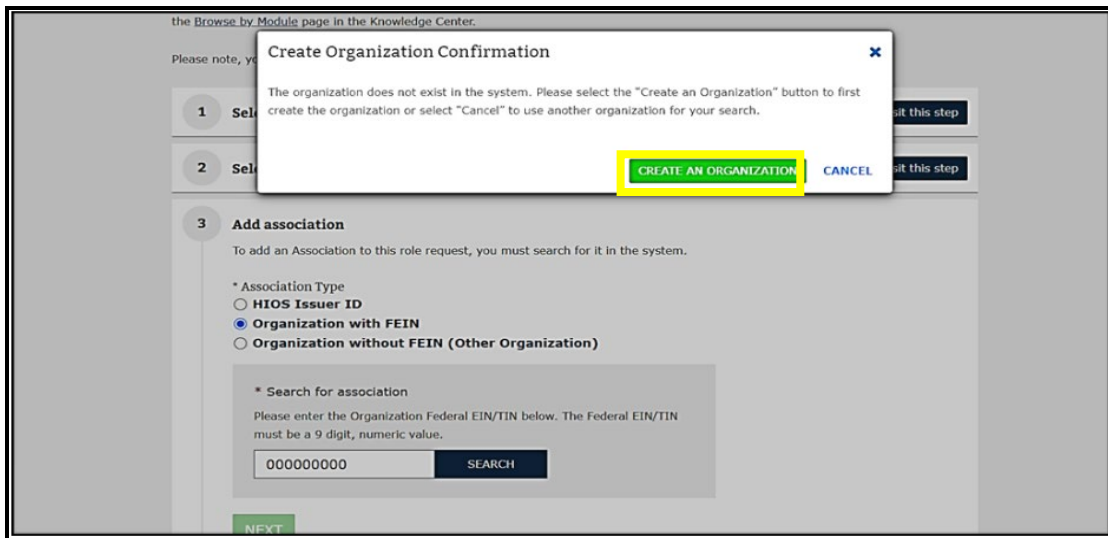 the Browse by Module page in the Knowledge Center.
Please note, yo
Create Organization Confirmation
The organization does not exist in the system. Please select the "Create an Organization" button to first
create the organization or select "Cancel" to use another organization for your search.
CREATE AN ORGANIZATION CANCEL
1 Sel sit this step
2 Sel sit this step
3 Add association
To add an Association to this role request, you must search for it in the system.
* Association Type
HIOS Issuer ID
Organization with FEIN
Organization without FEIN (Other Organization)
* Search for association
Please enter the Organization Federal EIN/TIN below. The Federal EIN/TIN
must be a 9 digit, numeric value.
000000000 SEARCH
NEXT